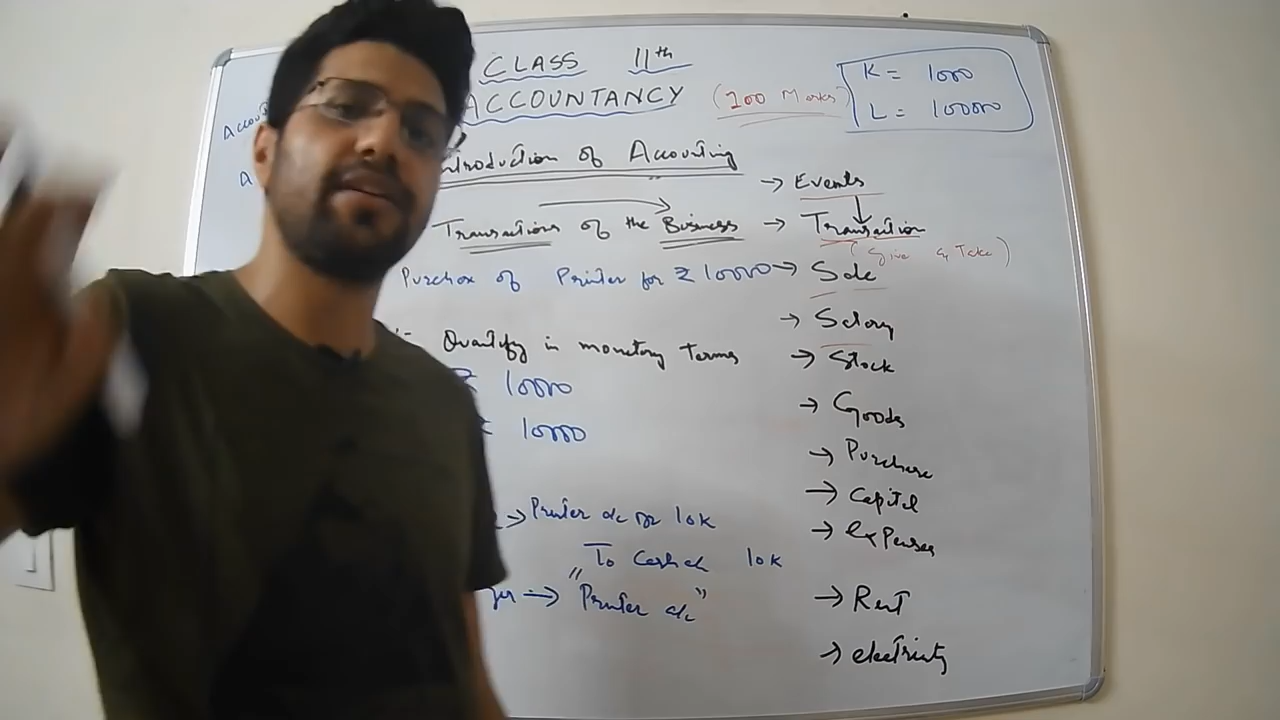 CLASS 11th
ACCOUNTANCY (100 Marks)
K = 1000
L = 100000
Introduction of Accounting
Transactions of the Business
Purchase of Printer for ₹ 10000
Quantify in monetary Terms
₹ 10000
₹ 10000
→ Printer a/c Dr 10K
To Cash a/c 10K
→ "Printer a/c"
→ Events
→ Transaction
(Give & Take)
→ Sale
→ Salary
→ Stock
→ Goods
→ Purchase
→ Capital
→ exPenses
→ Rent
→ electricity